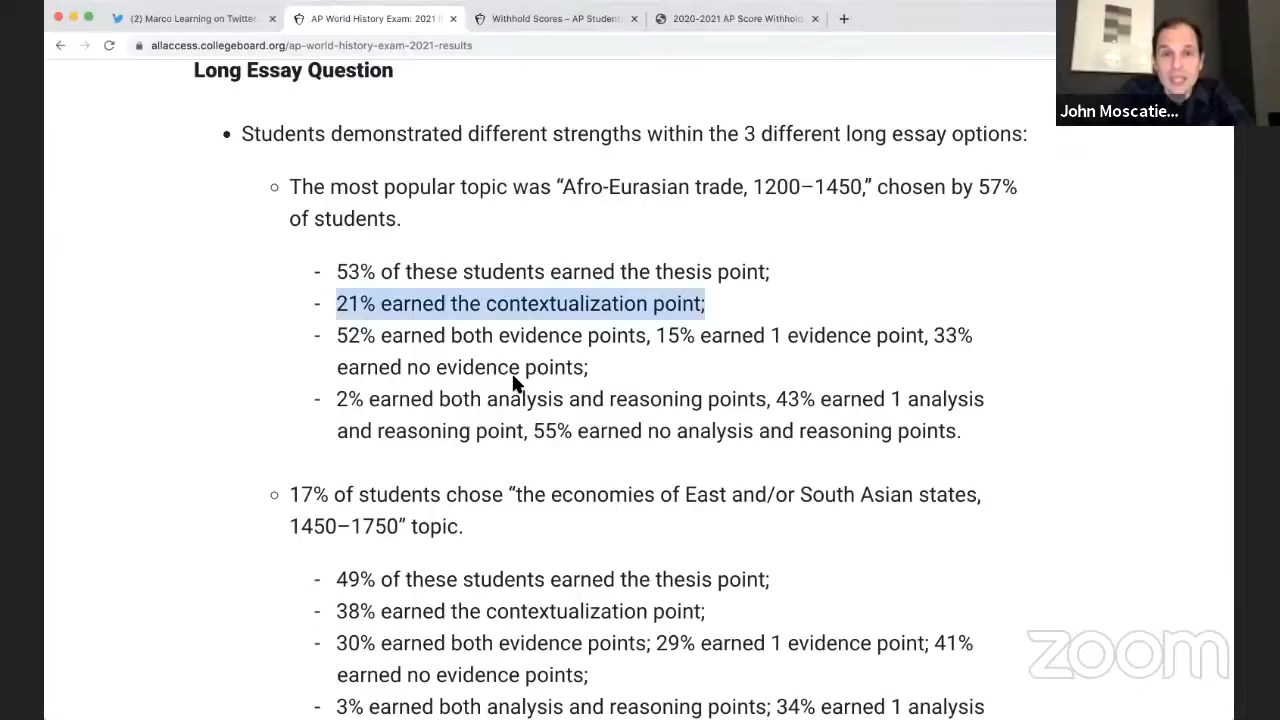 (2) Marco Learning on Twitter
AP World History Exam: 2021
Withhold Scores – AP Student
2020-2021 AP Score Withhol
allaccess.collegeboard.org/ap-world-history-exam-2021-results
John Moscatie...
Long Essay Question
• Students demonstrated different strengths within the 3 different long essay options:
○ The most popular topic was “Afro-Eurasian trade, 1200–1450,” chosen by 57%
of students.
- 53% of these students earned the thesis point;
- 21% earned the contextualization point;
- 52% earned both evidence points, 15% earned 1 evidence point, 33%
earned no evidence points;
- 2% earned both analysis and reasoning points, 43% earned 1 analysis
and reasoning point, 55% earned no analysis and reasoning points.
○ 17% of students chose “the economies of East and/or South Asian states,
1450–1750” topic.
- 49% of these students earned the thesis point;
- 38% earned the contextualization point;
- 30% earned both evidence points; 29% earned 1 evidence point; 41%
earned no evidence points;
- 3% earned both analysis and reasoning points; 34% earned 1 analysis
zoom